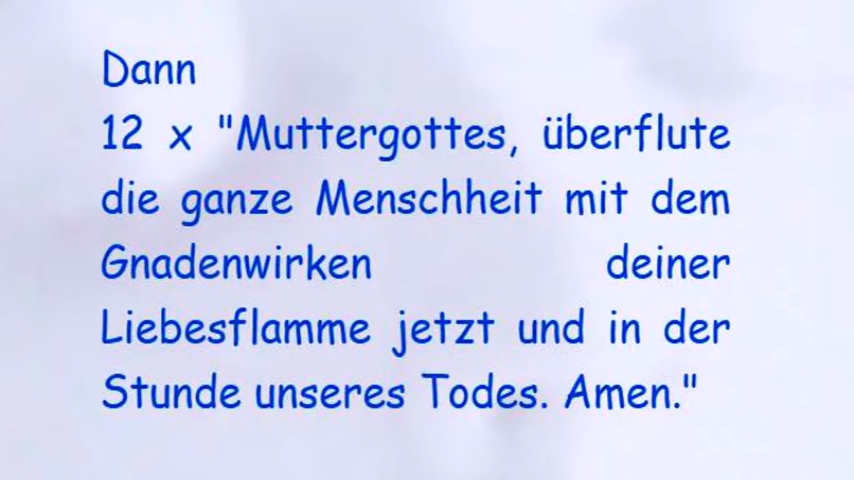 Dann
12 x "Muttergottes, überflute
die ganze Menschheit mit dem
Gnadenwirken deiner
Liebesflamme jetzt und in der
Stunde unseres Todes. Amen."